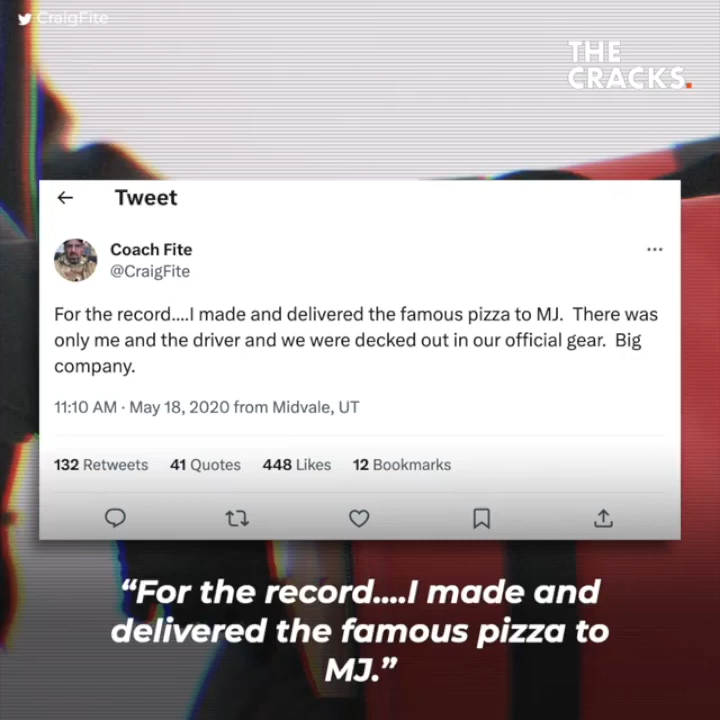 CraigFite
THE
CRACKS.
Tweet
Coach Fite
@CraigFite
For the record....I made and delivered the famous pizza to MJ. There was
only me and the driver and we were decked out in our official gear. Big
company.
11:10 AM · May 18, 2020 from Midvale, UT
132 Retweets 41 Quotes 448 Likes 12 Bookmarks
“For the record....I made and
delivered the famous pizza to
MJ.”